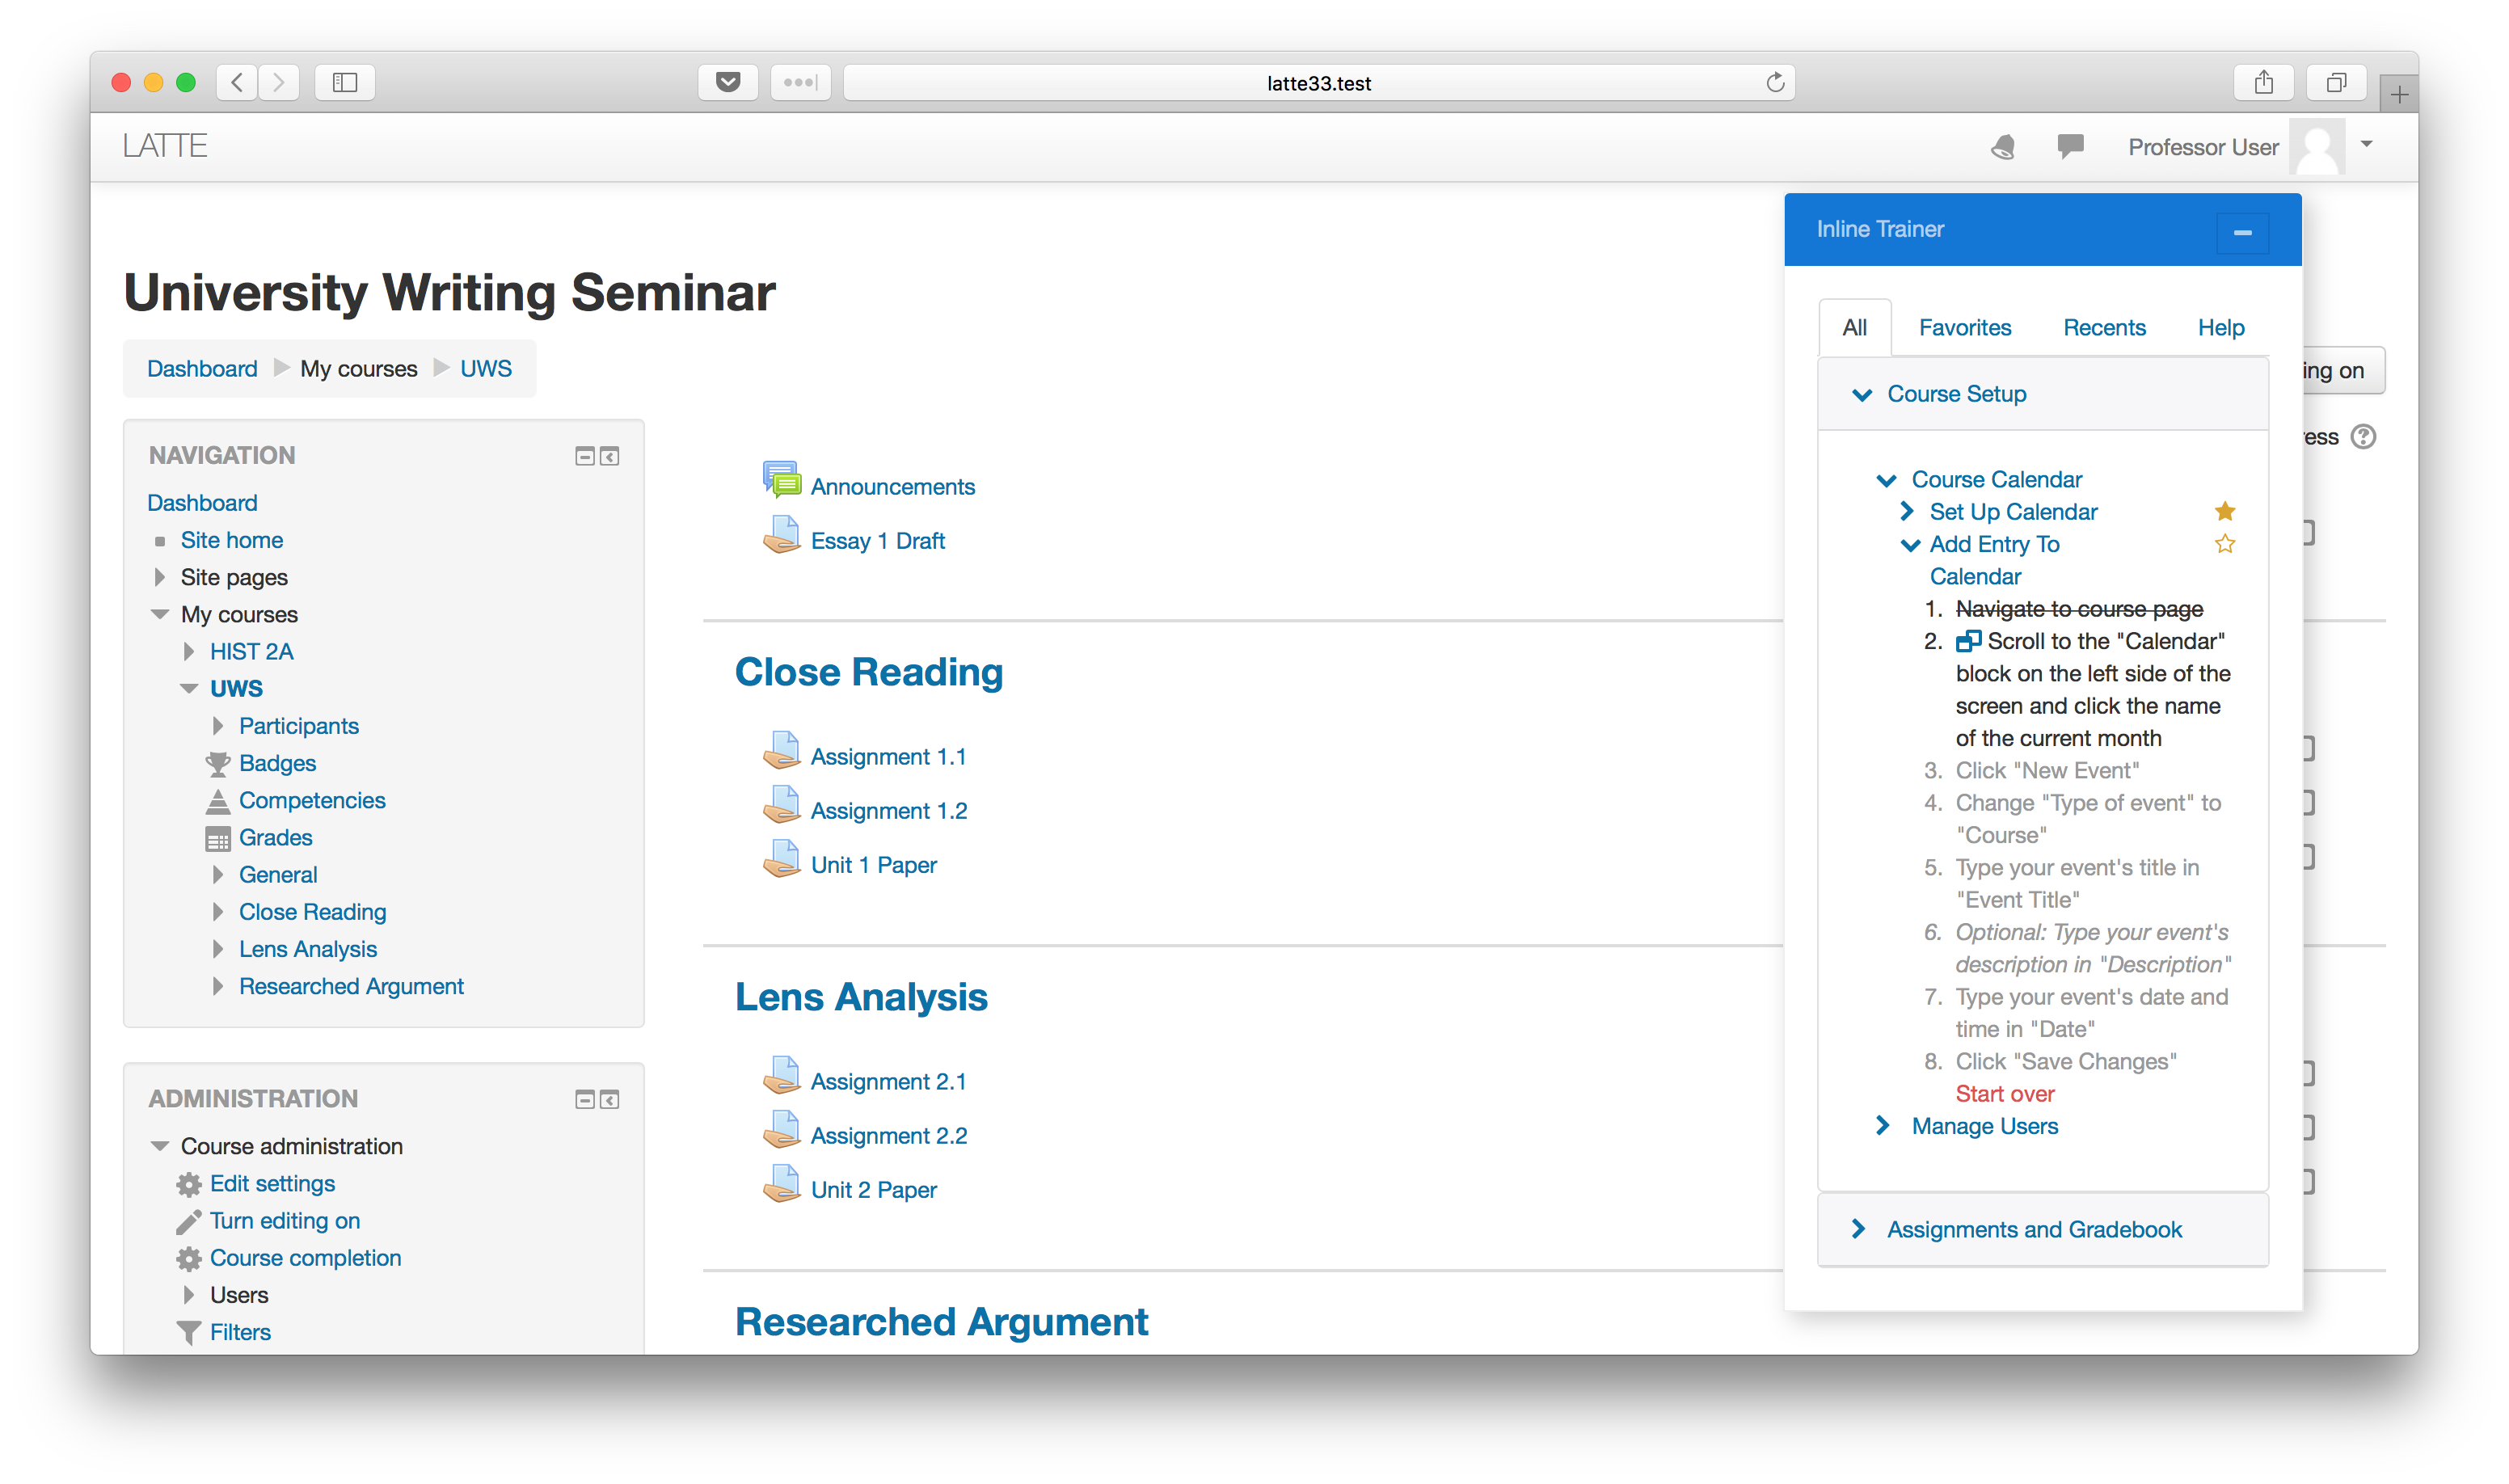 latte33.test
LATTE
Professor User
University Writing Seminar
Dashboard My courses UWS
NAVIGATION
Dashboard
Site home
Site pages
My courses
HIST 2A
UWS
Participants
Badges
Competencies
Grades
General
Close Reading
Lens Analysis
Researched Argument
ADMINISTRATION
Course administration
Edit settings
Turn editing on
Course completion
Users
Filters
Announcements
Essay 1 Draft
Close Reading
Assignment 1.1
Assignment 1.2
Unit 1 Paper
Lens Analysis
Assignment 2.1
Assignment 2.2
Unit 2 Paper
Researched Argument
Inline Trainer
All Favorites Recents Help
Course Setup
Course Calendar
Set Up Calendar
Add Entry To
Calendar
1. Navigate to course page
2. Scroll to the "Calendar"
block on the left side of the
screen and click the name
of the current month
3. Click "New Event"
4. Change "Type of event" to
"Course"
5. Type your event's title in
"Event Title"
6. Optional: Type your event's
description in "Description"
7. Type your event's date and
time in "Date"
8. Click "Save Changes"
Start over
Manage Users
Assignments and Gradebook
ing on
ess